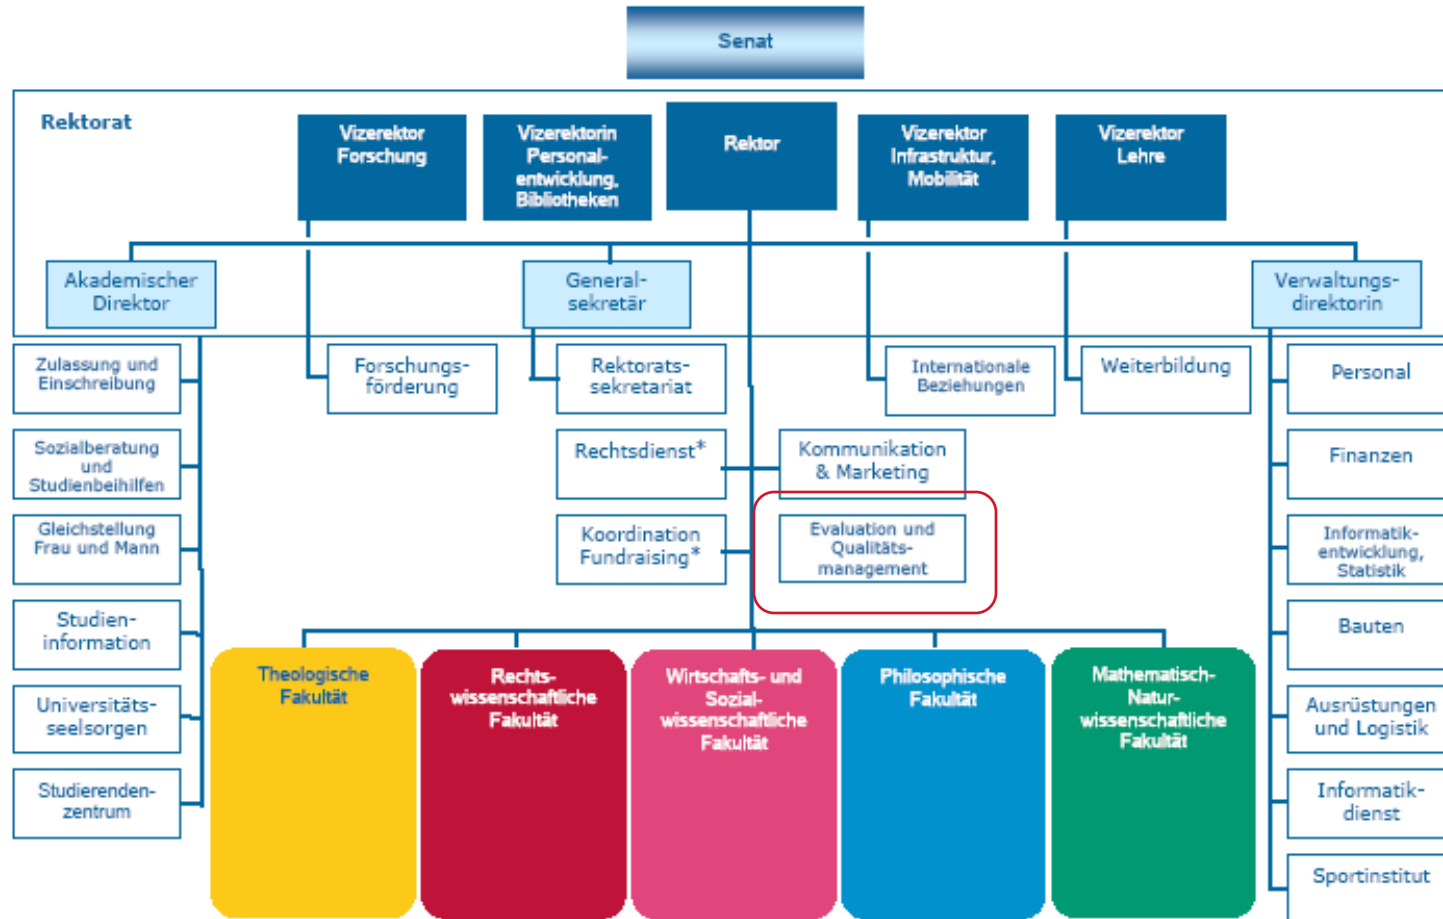 Senat
Rektorat
Vizerektor
Forschung
Vizerektorin
Personal-
entwicklung,
Bibliotheken
Rektor
Vizerektor
Infrastruktur,
Mobilität
Vizerektor
Lehre
Akademischer
Direktor
General-
sekretär
Verwaltungs-
direktorin
Zulassung und
Einschreibung
Forschungs-
förderung
Rektorats-
sekretariat
Internationale
Beziehungen
Weiterbildung
Personal
Sozialberatung
und
Studienbeihilfen
Rechtsdienst*
Kommunikation
& Marketing
Finanzen
Gleichstellung
Frau und Mann
Koordination
Fundraising*
Evaluation und
Qualitäts-
management
Informatik-
entwicklung,
Statistik
Studien-
information
Bauten
Universitäts-
seelsorgen
Ausrüstungen
und Logistik
Studierenden-
zentrum
Informatik-
dienst
Sportinstitut
Theologische
Fakultät
Rechts-
wissenschaftliche
Fakultät
Wirtschafts- und
Sozial-
wissenschaftliche
Fakultät
Philosophische
Fakultät
Mathematisch-
Natur-
wissenschaftliche
Fakultät